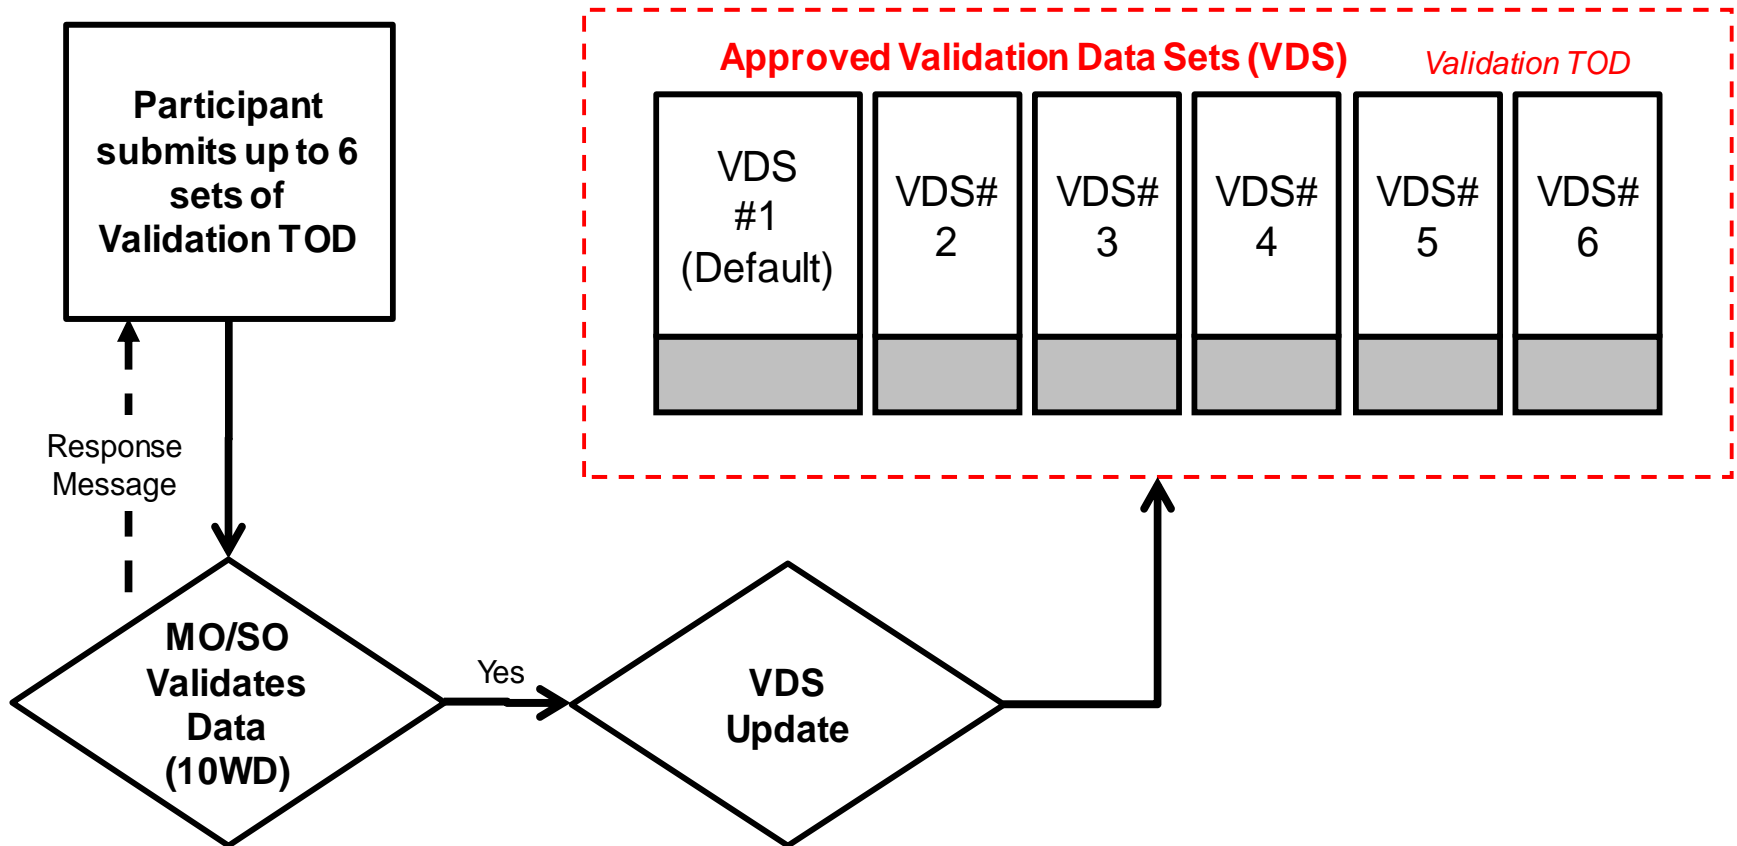 Participant
submits up to 6
sets of
Validation TOD
Response
Message
MO/SO
Validates
Data
(10WD)
Yes
VDS
Update
Approved Validation Data Sets (VDS)
Validation TOD
VDS
#1
(Default)
VDS#
2
VDS#
3
VDS#
4
VDS#
5
VDS#
6